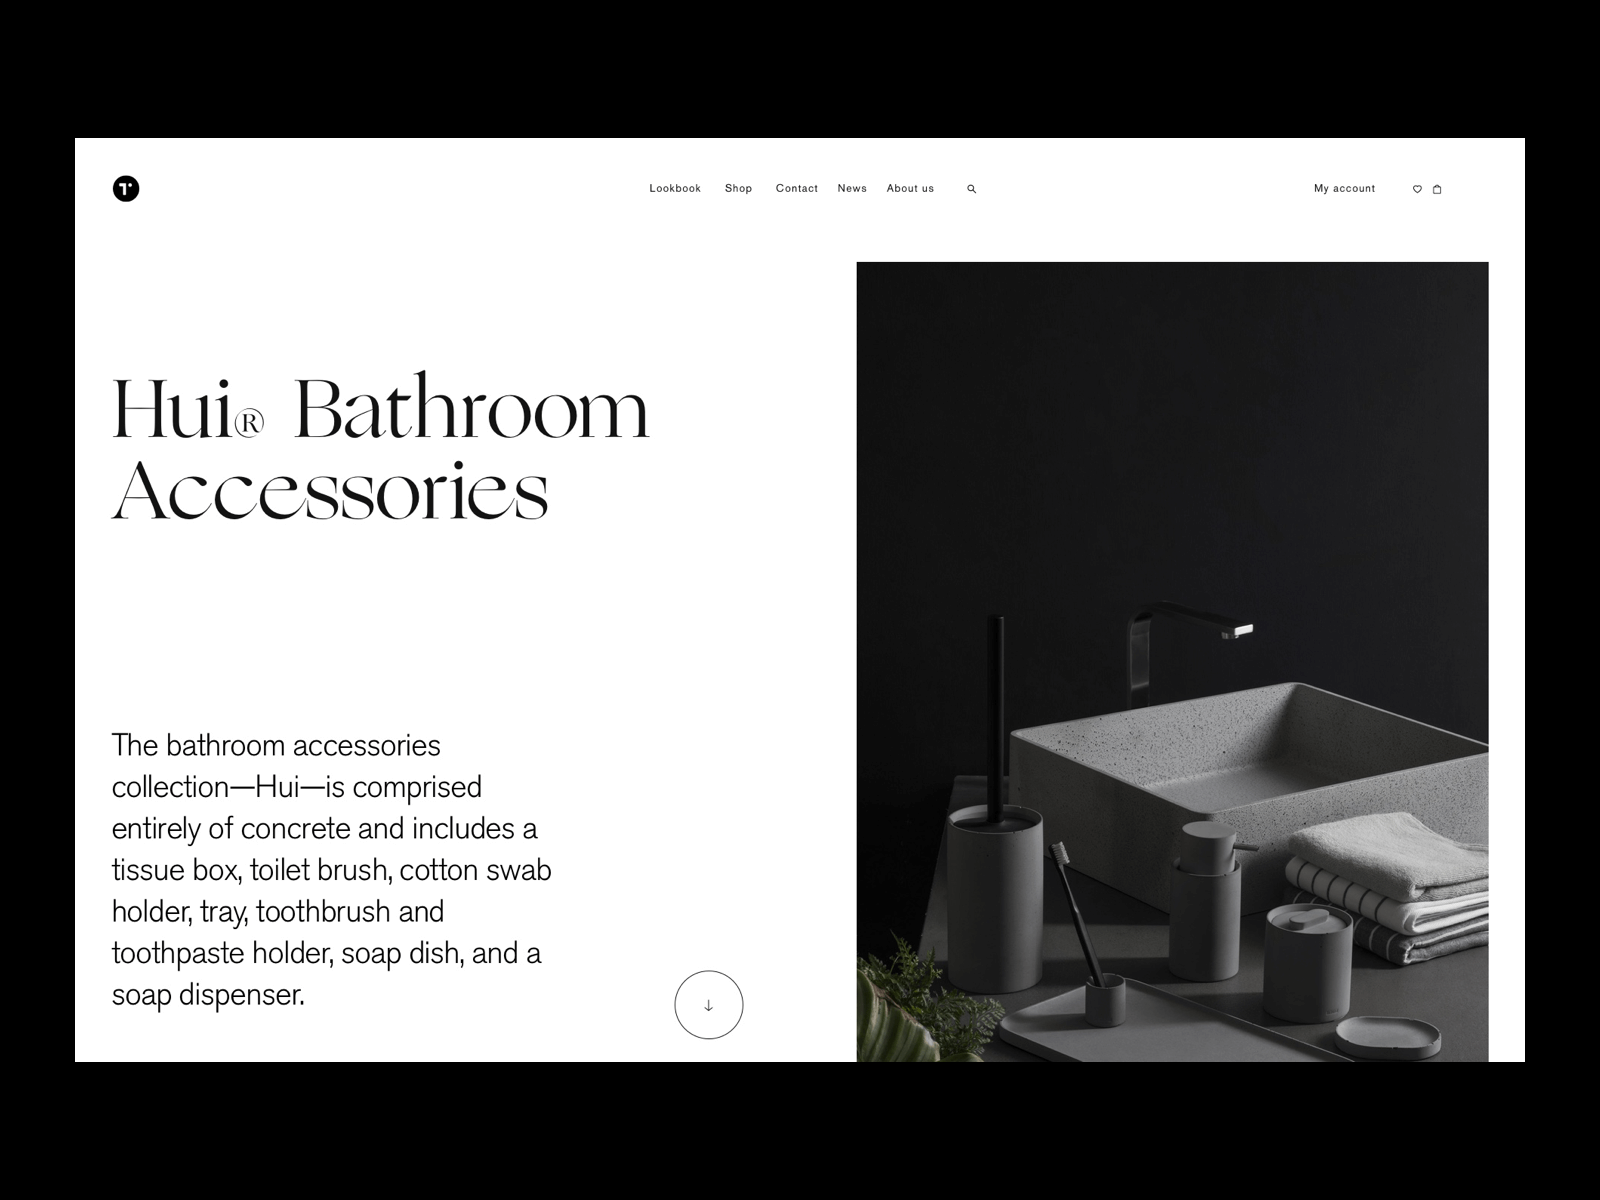 T
Lookbook Shop Contact News About us
My account
Hui® Bathroom
Accessories
The bathroom accessories
collection—Hui—is comprised
entirely of concrete and includes a
tissue box, toilet brush, cotton swab
holder, tray, toothbrush and
toothpaste holder, soap dish, and a
soap dispenser.